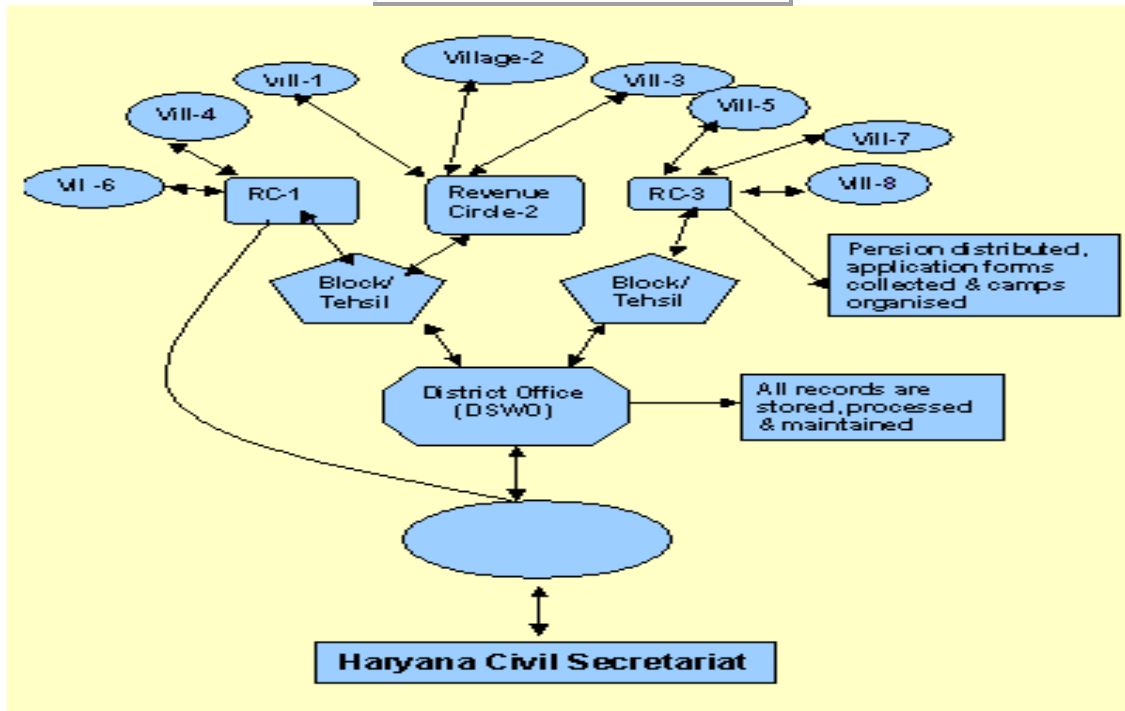 Village-2
Vill-1
Vill-3
Vill-5
Vill-4
Vill-7
Vill-6
Vill-8
RC-1
Revenue
Circle-2
RC-3
Pension distributed,
application forms
collected & camps
organised
Block/
Tehsil
Block/
Tehsil
District Office
(DSWO)
All records are
stored, processed
& maintained
Haryana Civil Secretariat